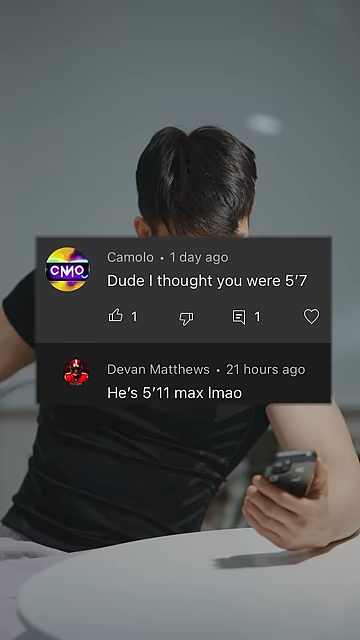 CMO
Camolo • 1 day ago
Dude I thought you were 5'7
1
1
Devan Matthews • 21 hours ago
He's 5'11 max lmao